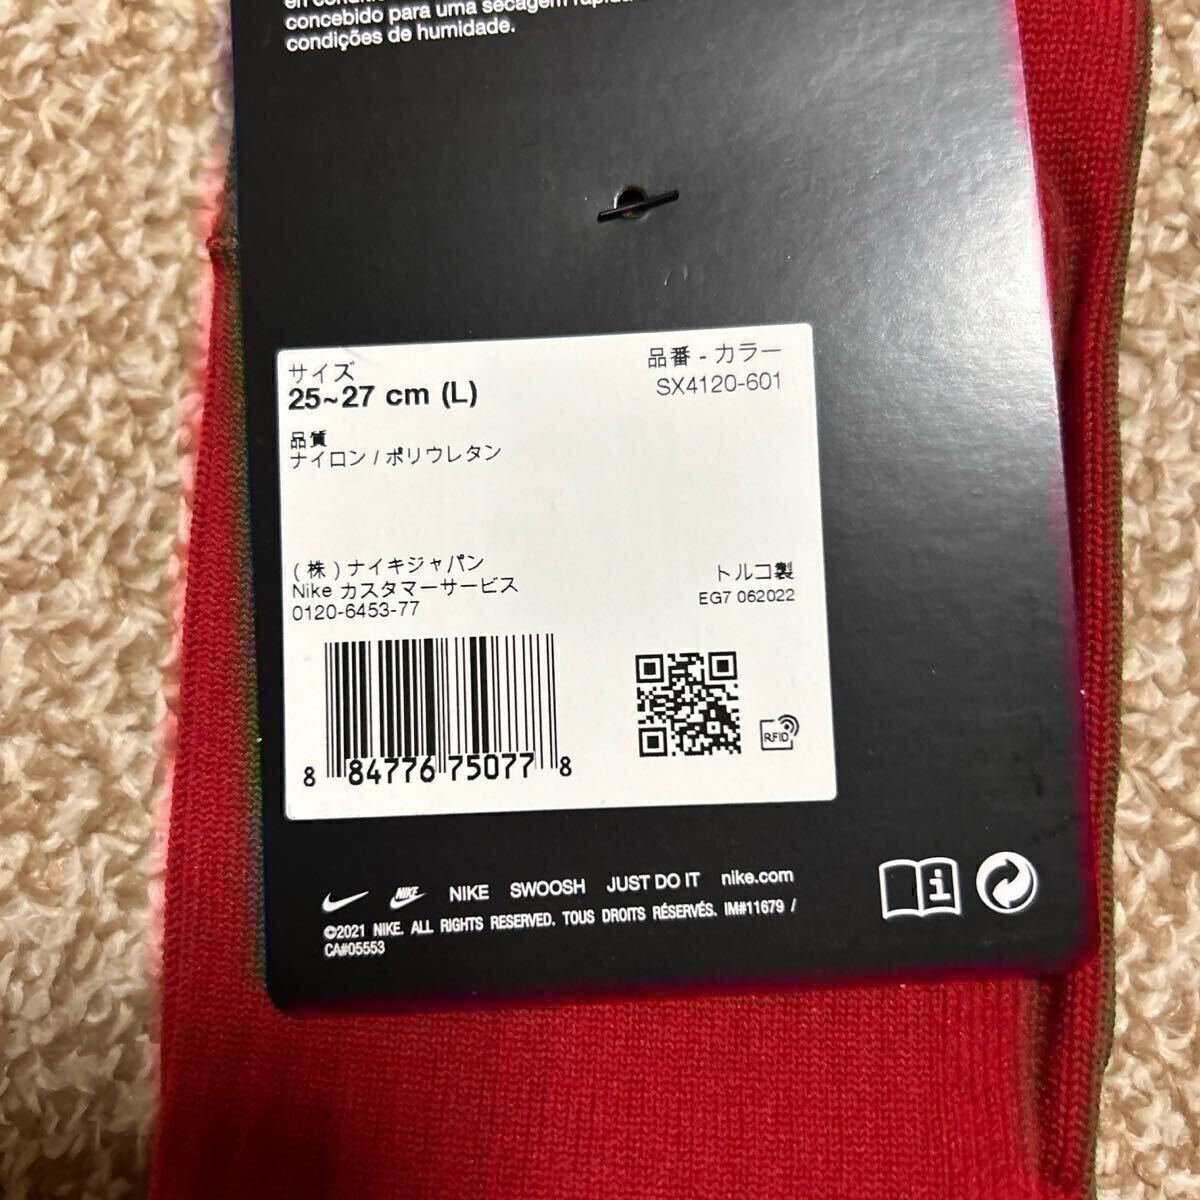 concebido para uma secagem rápida
condições de humidade.
サイズ
25~27 cm (L)
品番 - カラー
SX4120-601
品質
ナイロン / ポリウレタン
(株) ナイキジャパン
Nike カスタマーサービス
0120-6453-77
トルコ製
EG7 062022
8 84776 75077 8
RFID
NIKE NIKE SWOOSH JUST DO IT nike.com
©2021 NIKE. ALL RIGHTS RESERVED. TOUS DROITS RÉSERVÉS. IM#11679 /
CA#05553